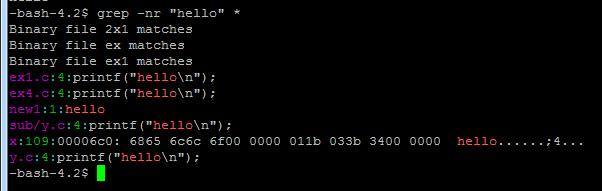 -bash-4.2$ grep -nr "hello" *
Binary file 2x1 matches
Binary file ex matches
Binary file ex1 matches
ex1.c:4:printf("hello\n");
ex4.c:4:printf("hello\n");
new1:1:hello
sub/y.c:4:printf("hello\n");
x:109:00006c0: 6865 6c6c 6f00 0000 011b 033b 3400 0000  hello......;4...
y.c:4:printf("hello\n");
-bash-4.2$